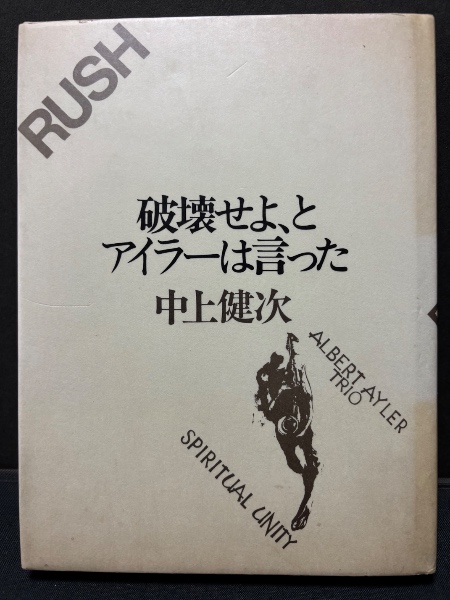 RUSH
破壊せよ、と
アイラーは言った
中上健次
ALBERT AYLER
TRIO
SPIRITUAL UNITY